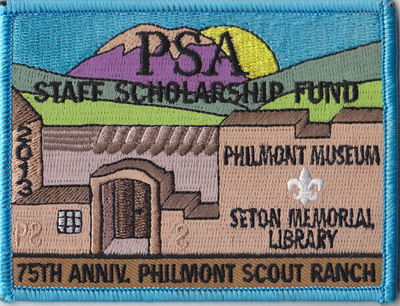 PSA
STAFF SCHOLARSHIP FUND
2013
PHILMONT MUSEUM
SETON MEMORIAL
LIBRARY
75TH ANNIV. PHILMONT SCOUT RANCH